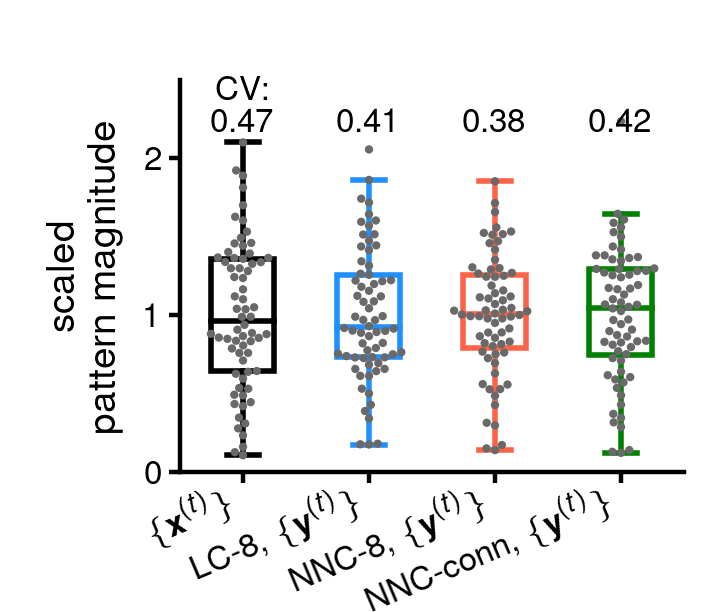 CV:
0.47 0.41 0.38 0.42
scaled
pattern magnitude
2
1
0
{x^(t)}
LC-8, {y^(t)}
NNC-8, {y^(t)}
NNC-conn, {y^(t)}